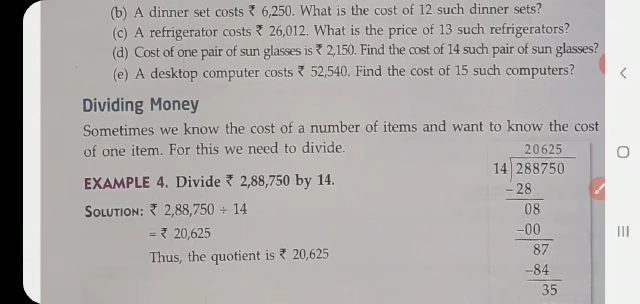 (b) A dinner set costs ₹ 6,250. What is the cost of 12 such dinner sets?
(c) A refrigerator costs ₹ 26,012. What is the price of 13 such refrigerators?
(d) Cost of one pair of sun glasses is ₹ 2,150. Find the cost of 14 such pair of sun glasses?
(e) A desktop computer costs ₹ 52,540. Find the cost of 15 such computers?
Dividing Money
Sometimes we know the cost of a number of items and want to know the cost
of one item. For this we need to divide.
EXAMPLE 4. Divide ₹ 2,88,750 by 14.
SOLUTION: ₹ 2,88,750 ÷ 14
= ₹ 20,625
Thus, the quotient is ₹ 20,625
20625
14 288750
-28
08
-00
87
-84
35